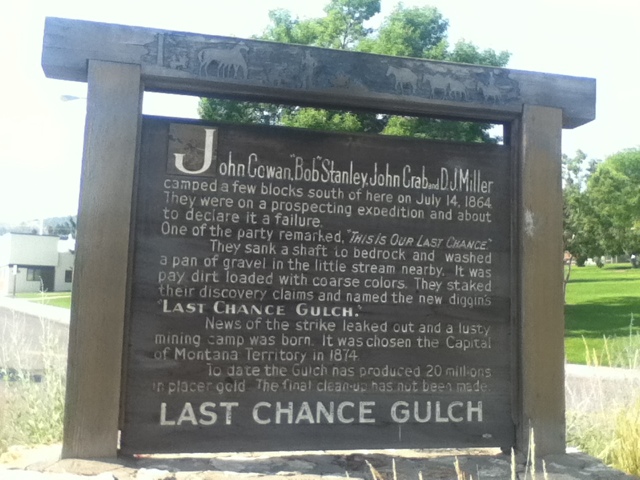 John Cowan, "Bob" Stanley, John Crab and D.J. Miller
camped a few blocks south of here on July 14, 1864.
They were on a prospecting expedition and about
to declare it a failure.
One of the party remarked, "THIS IS OUR LAST CHANCE."
They sank a shaft to bedrock and washed
a pan of gravel in the little stream nearby. It was
pay dirt loaded with coarse colors. They staked
their discovery claims and named the new diggin's
"LAST CHANCE GULCH."
News of the strike leaked out and a lusty
mining camp was born. It was chosen the Capital
of Montana Territory in 1874.
To date the Gulch has produced 20 millions
in placer gold. The final clean-up has not been made.
LAST CHANCE GULCH